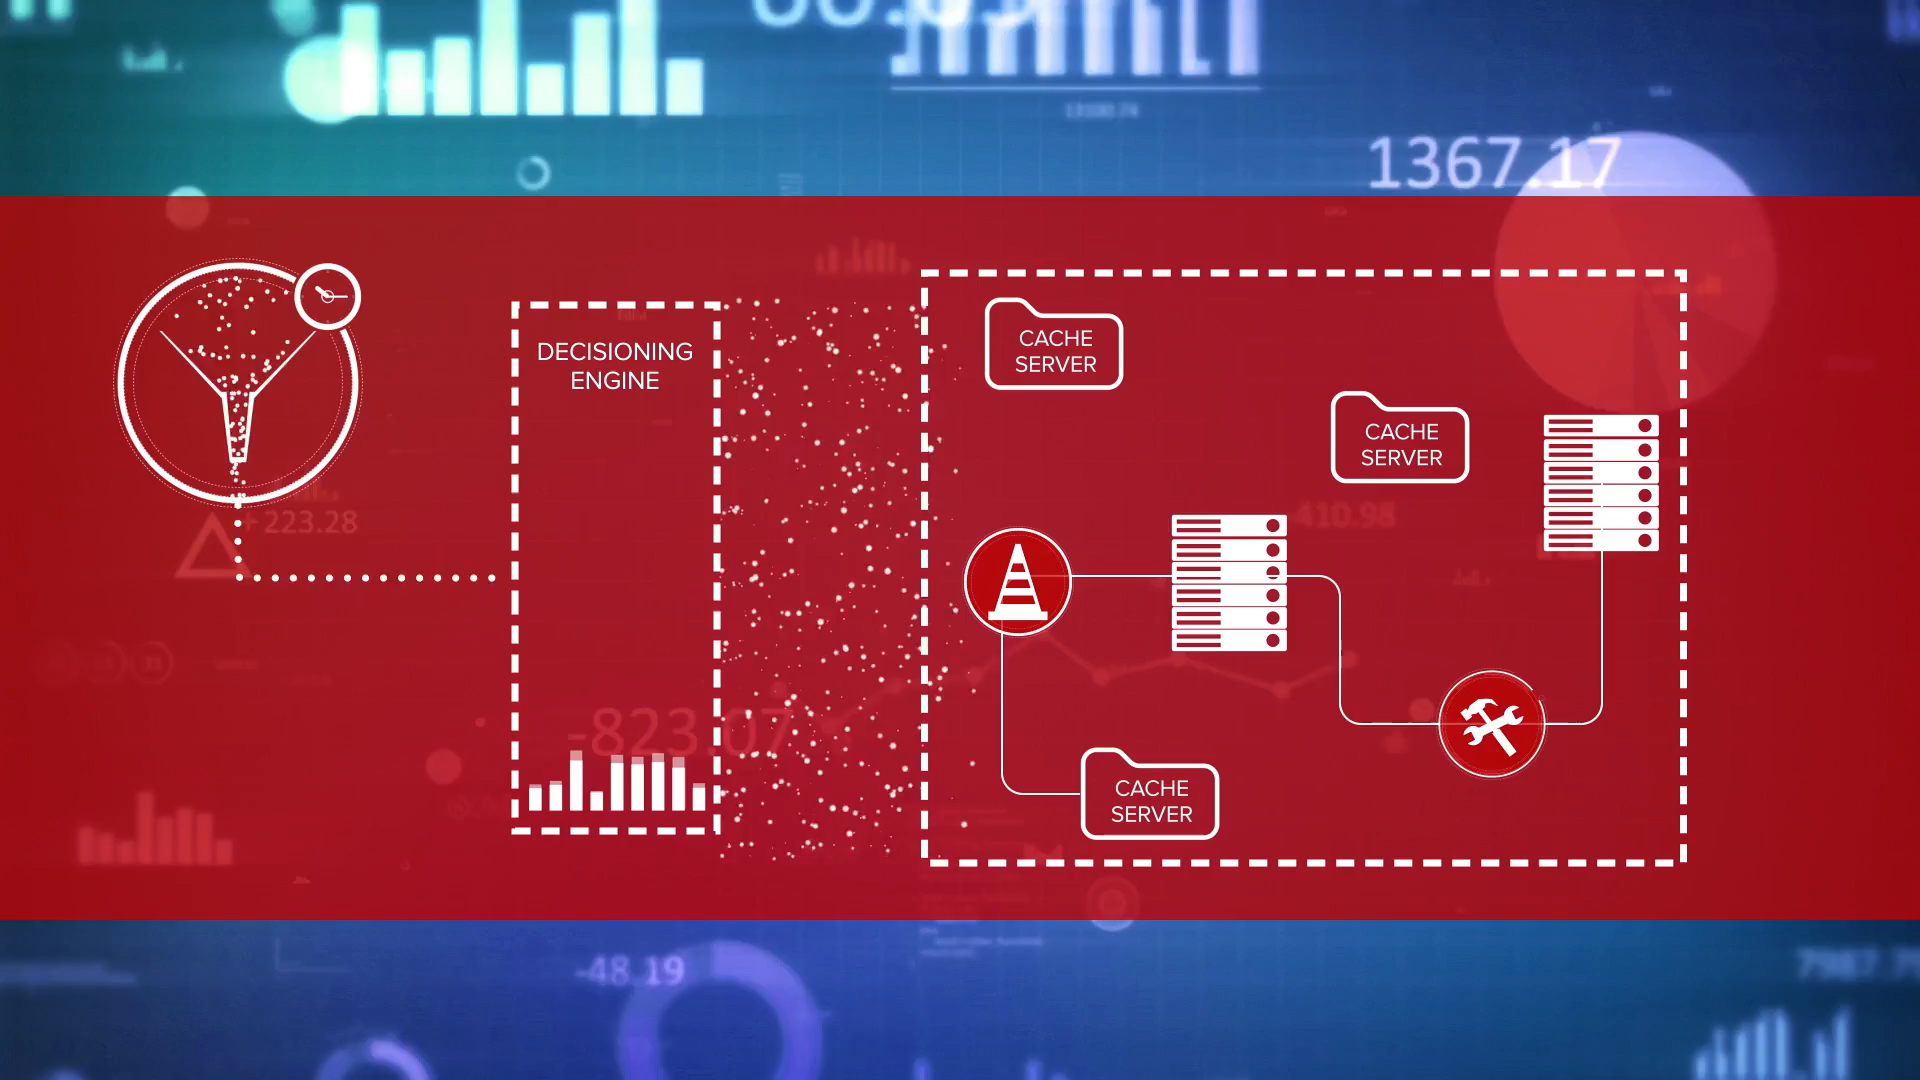 1367.17
DECISIONING
ENGINE
CACHE
SERVER
CACHE
SERVER
+223.28
-410.98
-823.07
CACHE
SERVER
-48.19